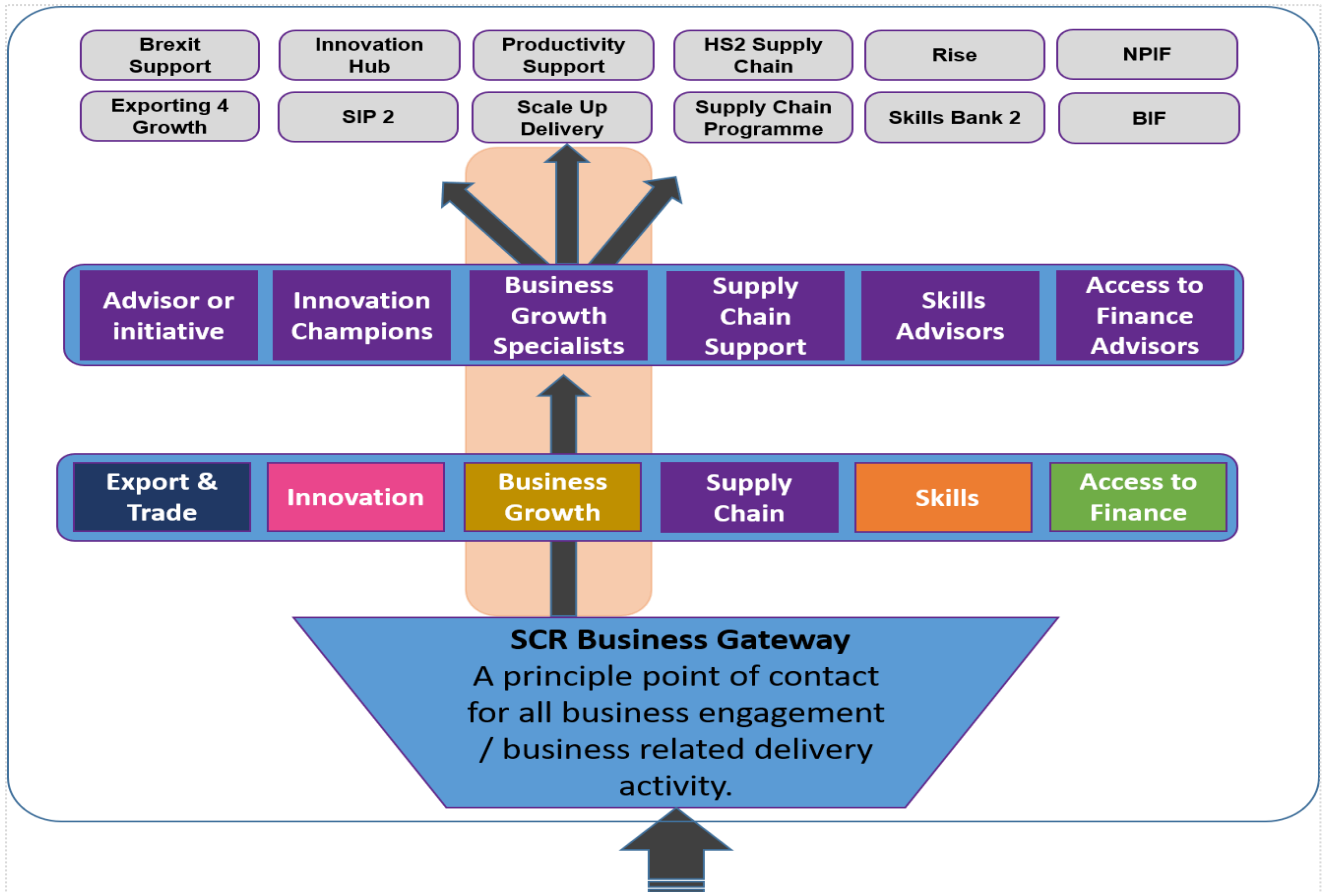 Brexit
Support
Innovation
Hub
Productivity
Support
HS2 Supply
Chain
Rise
NPIF
Exporting 4
Growth
SIP 2
Scale Up
Delivery
Supply Chain
Programme
Skills Bank 2
BIF
Advisor or
initiative
Innovation
Champions
Business
Growth
Specialists
Supply
Chain
Support
Skills
Advisors
Access to
Finance
Advisors
Export &
Trade
Innovation
Business
Growth
Supply
Chain
Skills
Access to
Finance
SCR Business Gateway
A principle point of contact
for all business engagement
/ business related delivery
activity.